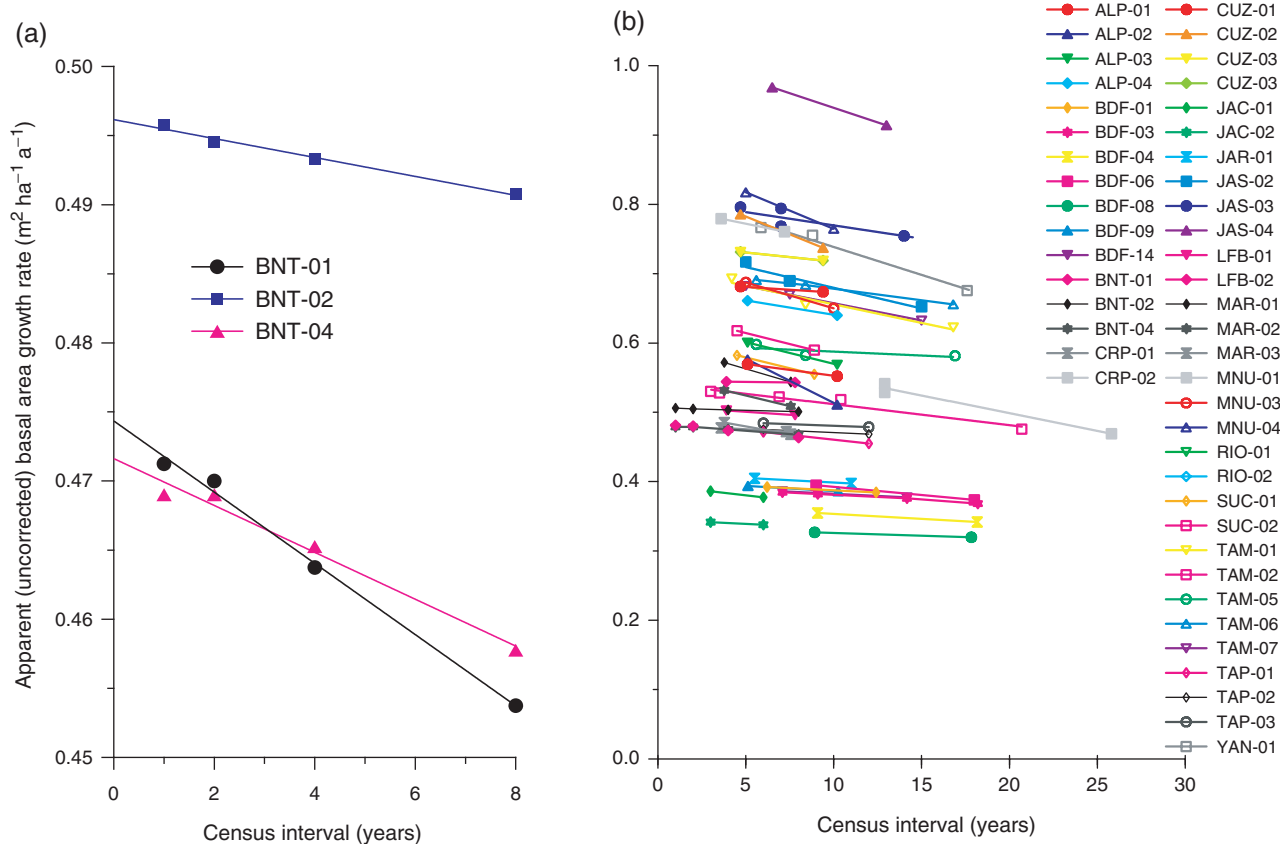 (a)
0.50
0.49
0.48
0.47
0.46
0.45
0
2
4
6
8
Apparent (uncorrected) basal area growth rate (m² ha⁻¹ a⁻¹)
Census interval (years)
BNT-01
BNT-02
BNT-04
(b)
1.0
0.8
0.6
0.4
0.2
0.0
0
5
10
15
20
25
30
Census interval (years)
ALP-01
ALP-02
ALP-03
ALP-04
BDF-01
BDF-03
BDF-04
BDF-06
BDF-08
BDF-09
BDF-14
BNT-01
BNT-02
BNT-04
CRP-01
CRP-02
CUZ-01
CUZ-02
CUZ-03
CUZ-03
JAC-01
JAC-02
JAR-01
JAS-02
JAS-03
JAS-04
LFB-01
LFB-02
MAR-01
MAR-02
MAR-03
MNU-01
MNU-03
MNU-04
RIO-01
RIO-02
SUC-01
SUC-02
TAM-01
TAM-02
TAM-05
TAM-06
TAM-07
TAP-01
TAP-02
TAP-03
YAN-01